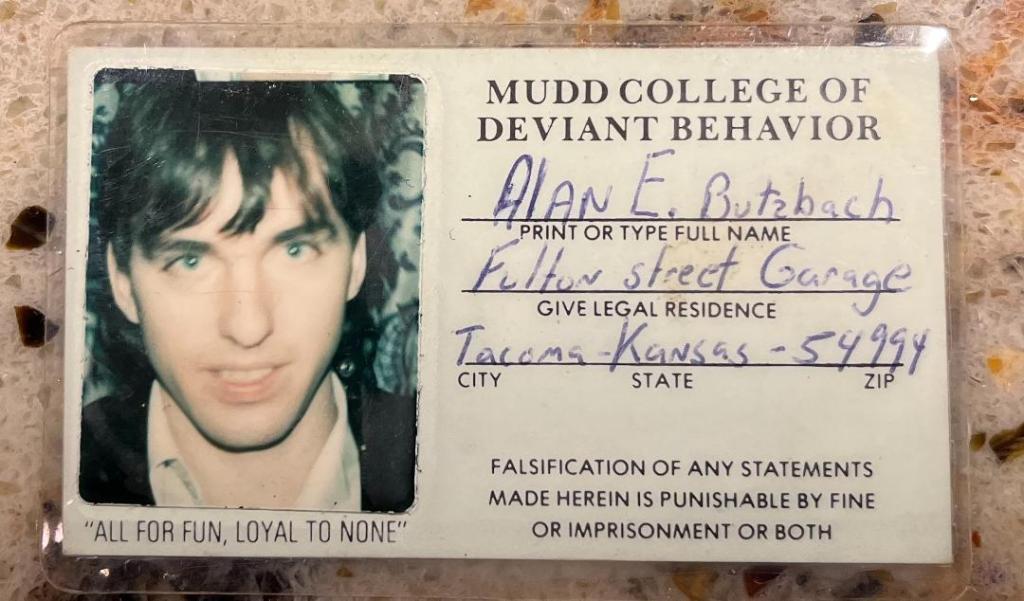 MUDD COLLEGE OF
DEVIANT BEHAVIOR
Alan E. Butzbach
PRINT OR TYPE FULL NAME
Fulton street Garage
GIVE LEGAL RESIDENCE
Tacoma-Kansas-54994
CITY STATE ZIP
FALSIFICATION OF ANY STATEMENTS
MADE HEREIN IS PUNISHABLE BY FINE
OR IMPRISONMENT OR BOTH
"ALL FOR FUN, LOYAL TO NONE"